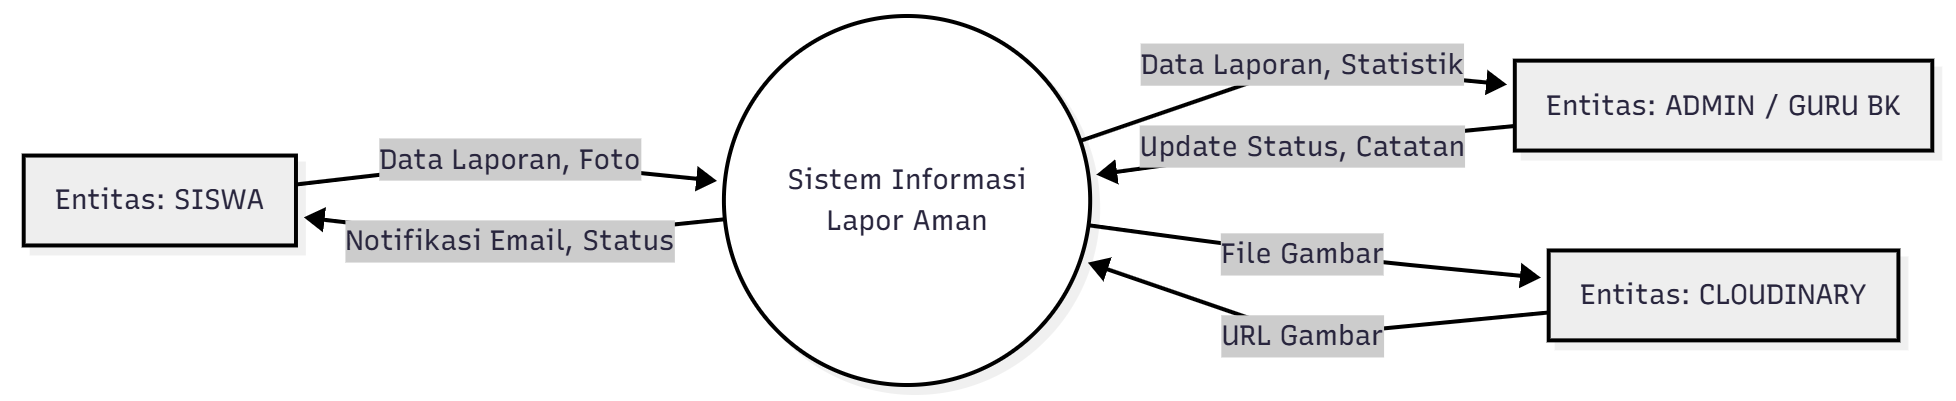 Entitas: SISWA
Data Laporan, Foto
Notifikasi Email, Status
Sistem Informasi
Lapor Aman
Data Laporan, Statistik
Update Status, Catatan
Entitas: ADMIN / GURU BK
File Gambar
URL Gambar
Entitas: CLOUDINARY